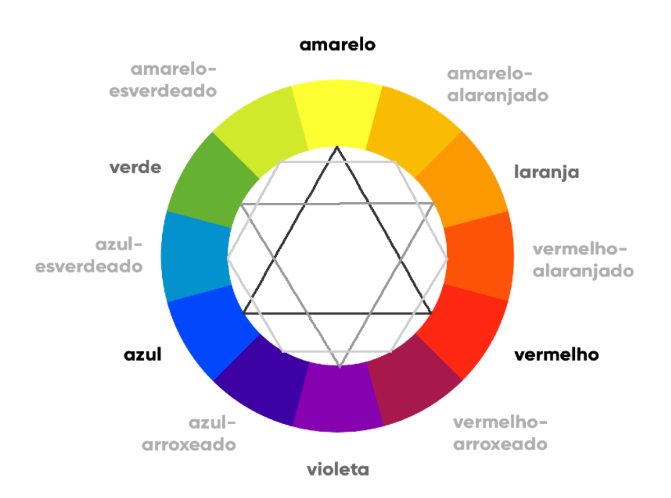 amarelo
amarelo-
esverdeado
amarelo-
alaranjado
verde
laranja
azul-
esverdeado
vermelho-
alaranjado
azul
vermelho
azul-
arroxeado
vermelho-
arroxeado
violeta